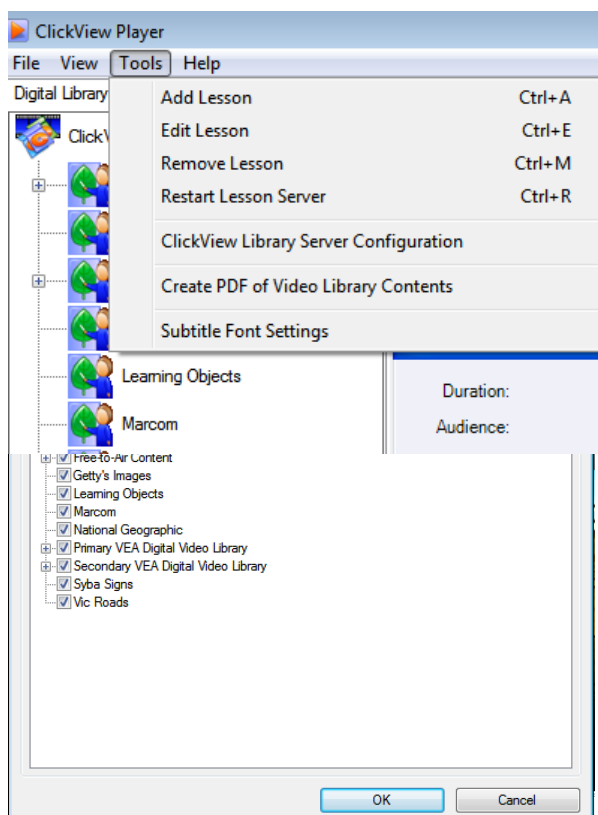 ClickView Player
File View Tools Help
Digital Library
Add Lesson Ctrl+A
Edit Lesson Ctrl+E
Remove Lesson Ctrl+M
Restart Lesson Server Ctrl+R
ClickView Library Server Configuration
Create PDF of Video Library Contents
Subtitle Font Settings
Learning Objects
Duration:
Marcom
Audience:
Free-to-Air Content
Getty's Images
Learning Objects
Marcom
National Geographic
Primary VEA Digital Video Library
Secondary VEA Digital Video Library
Syba Signs
Vic Roads
OK Cancel